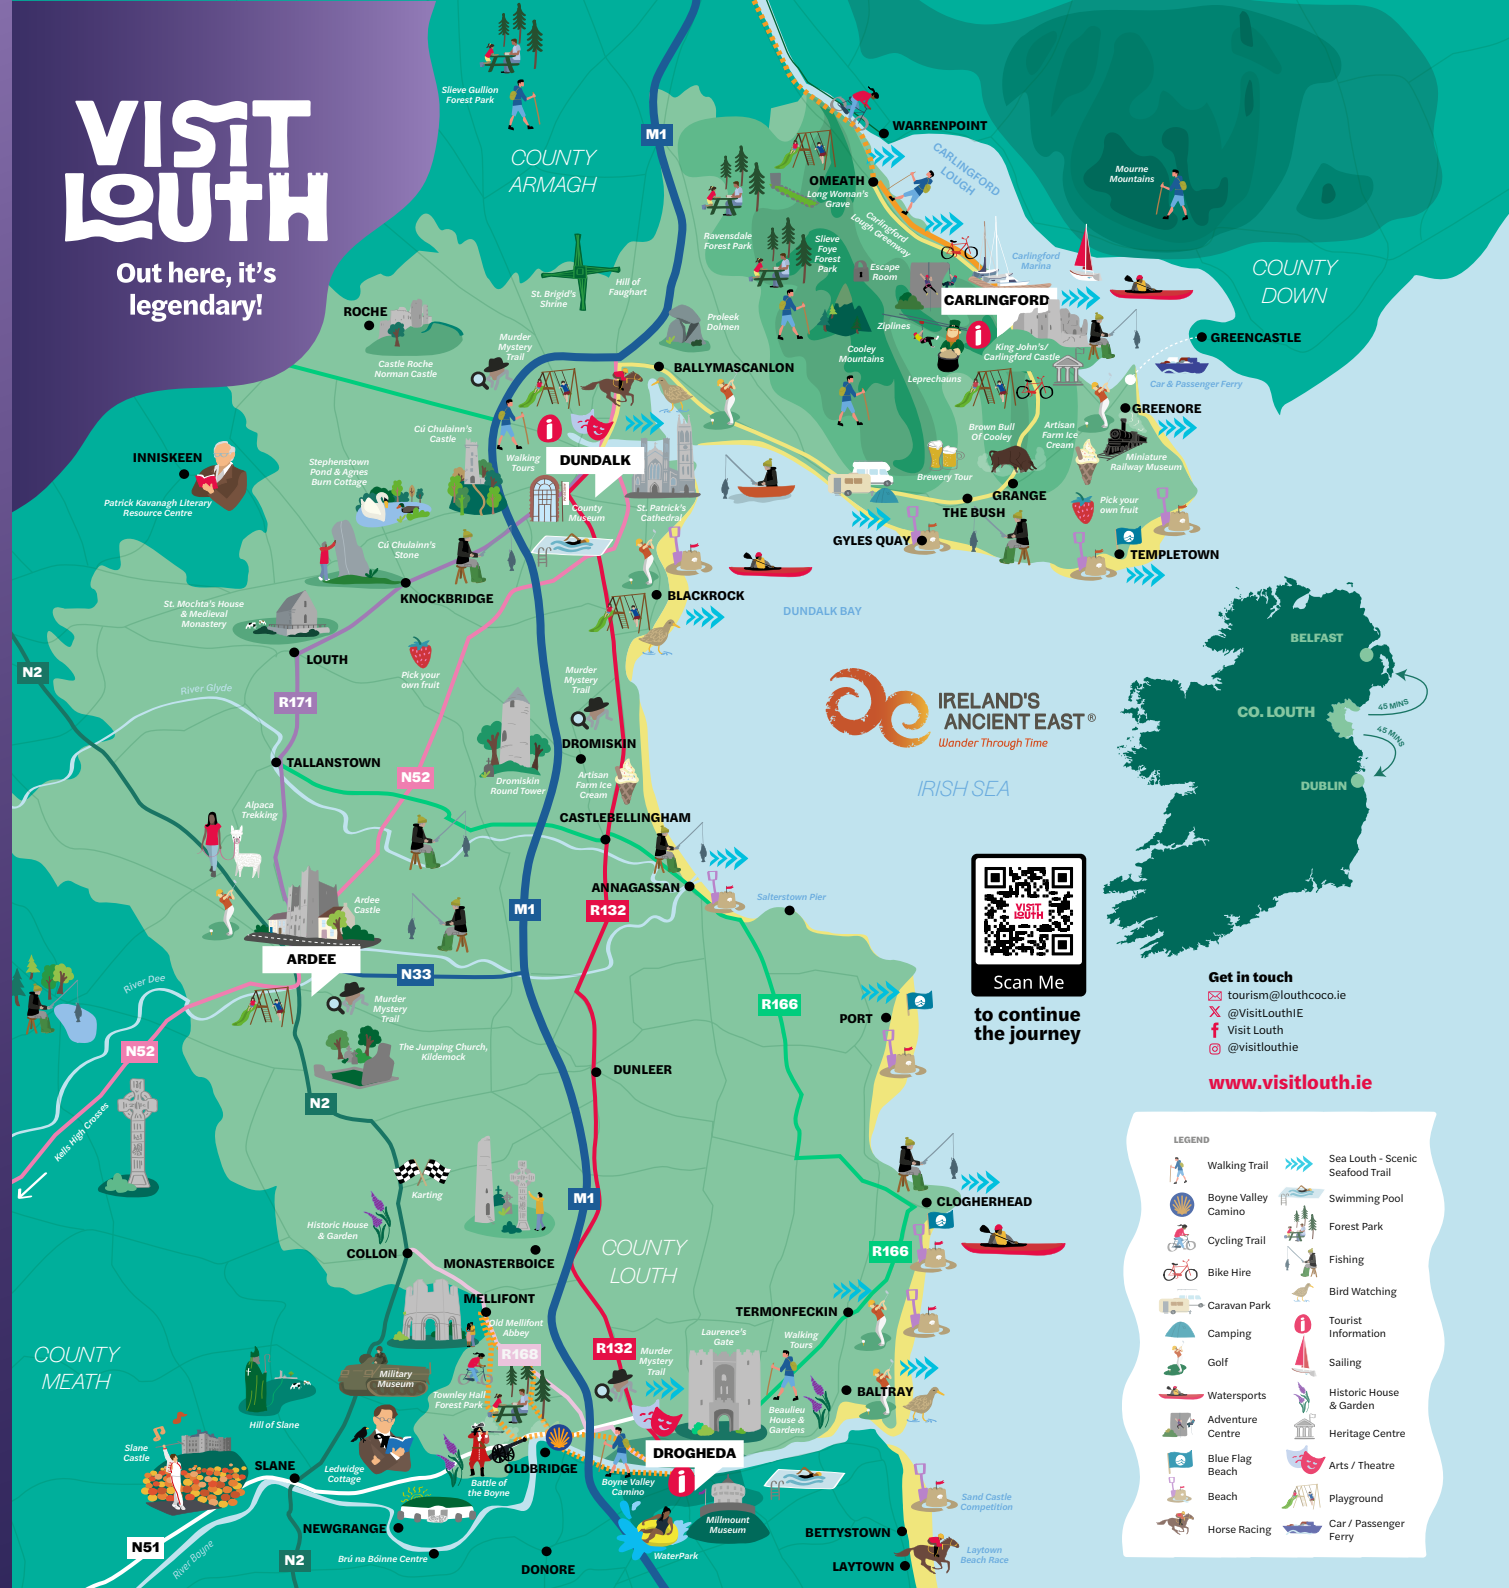 VISIT
LOUTH
Out here, it's
legendary!
Slieve Gullion
Forest Park
COUNTY
ARMAGH
M1
WARRENPOINT
CARLINGFORD
LOUGH
OMEATH
Long Woman's
Grave
Carlingford
Lough Greenway
Mourne
Mountains
Ravensdale
Forest Park
Slieve
Foye
Forest
Park
Escape
Room
Carlingford
Marina
COUNTY
DOWN
St. Brigid's
Shrine
Hill of
Faughart
CARLINGFORD
ROCHE
Castle Roche
Norman Castle
Murder
Mystery
Trail
Proleek
Dolmen
Ziplines
Cooley
Mountains
Leprechauns
King John's/
Carlingford Castle
GREENCASTLE
Car & Passenger Ferry
BALLYMASCANLON
GREENORE
Cú Chulainn's
Castle
Walking
Tours
DUNDALK
Brown Bull
Of Cooley
Artisan
Farm Ice
Cream
Miniature
Railway Museum
INNISKEEN
Patrick Kavanagh Literary
Resource Centre
Stephenstown
Pond & Agnes
Burn Cottage
County
Museum
St. Patrick's
Cathedral
Brewery Tour
GRANGE
THE BUSH
Pick your
own fruit
GYLES QUAY
TEMPLETOWN
Cú Chulainn's
Stone
KNOCKBRIDGE
BLACKROCK
DUNDALK BAY
St. Mochta's House
& Medieval
Monastery
LOUTH
N2
River Glyde
R171
Pick your
own fruit
Murder
Mystery
Trail
DROMISKIN
TALLANSTOWN
N52
Dromiskin
Round Tower
Artisan
Farm Ice
Cream
CASTLEBELLINGHAM
IRELAND'S
ANCIENT EAST®
Wander Through Time
IRISH SEA
BELFAST
CO. LOUTH
45 MINS
45 MINS
DUBLIN
Alpaca
Trekking
Ardee
Castle
ANNAGASSAN
Salterstown Pier
M1
R132
ARDEE
N33
VISIT
LOUTH
Scan Me
to continue
the journey
Get in touch
tourism@louthcoco.ie
@VisitLouthIE
Visit Louth
@visitlouthie
www.visitlouth.ie
River Dee
Murder
Mystery
Trail
R166
PORT
N52
The Jumping Church,
Kildemock
DUNLEER
N2
Kells High Crosses
Karting
Historic House
& Garden
COLLON
MONASTERBOICE
M1
COUNTY
LOUTH
CLOGHERHEAD
R166
MELLIFONT
Old Mellifont
Abbey
R168
TERMONFECKIN
R132
Laurence's
Gate
Walking
Tours
Murder
Mystery
Trail
COUNTY
MEATH
Military
Museum
Townley Hall
Forest Park
BALTRAY
Beaulieu
House &
Gardens
Hill of Slane
Slane
Castle
SLANE
Ledwidge
Cottage
Battle of
the Boyne
OLDBRIDGE
DROGHEDA
Boyne Valley
Camino
Millmount
Museum
Sand Castle
Competition
NEWGRANGE
Brú na Bóinne Centre
WaterPark
BETTYSTOWN
LAYTOWN
Laytown
Beach Race
N51
River Boyne
N2
DONORE
LEGEND
Walking Trail
Boyne Valley
Camino
Cycling Trail
Bike Hire
Caravan Park
Camping
Golf
Watersports
Adventure
Centre
Blue Flag
Beach
Beach
Horse Racing
Sea Louth - Scenic
Seafood Trail
Swimming Pool
Forest Park
Fishing
Bird Watching
Tourist
Information
Sailing
Historic House
& Garden
Heritage Centre
Arts / Theatre
Playground
Car / Passenger
Ferry